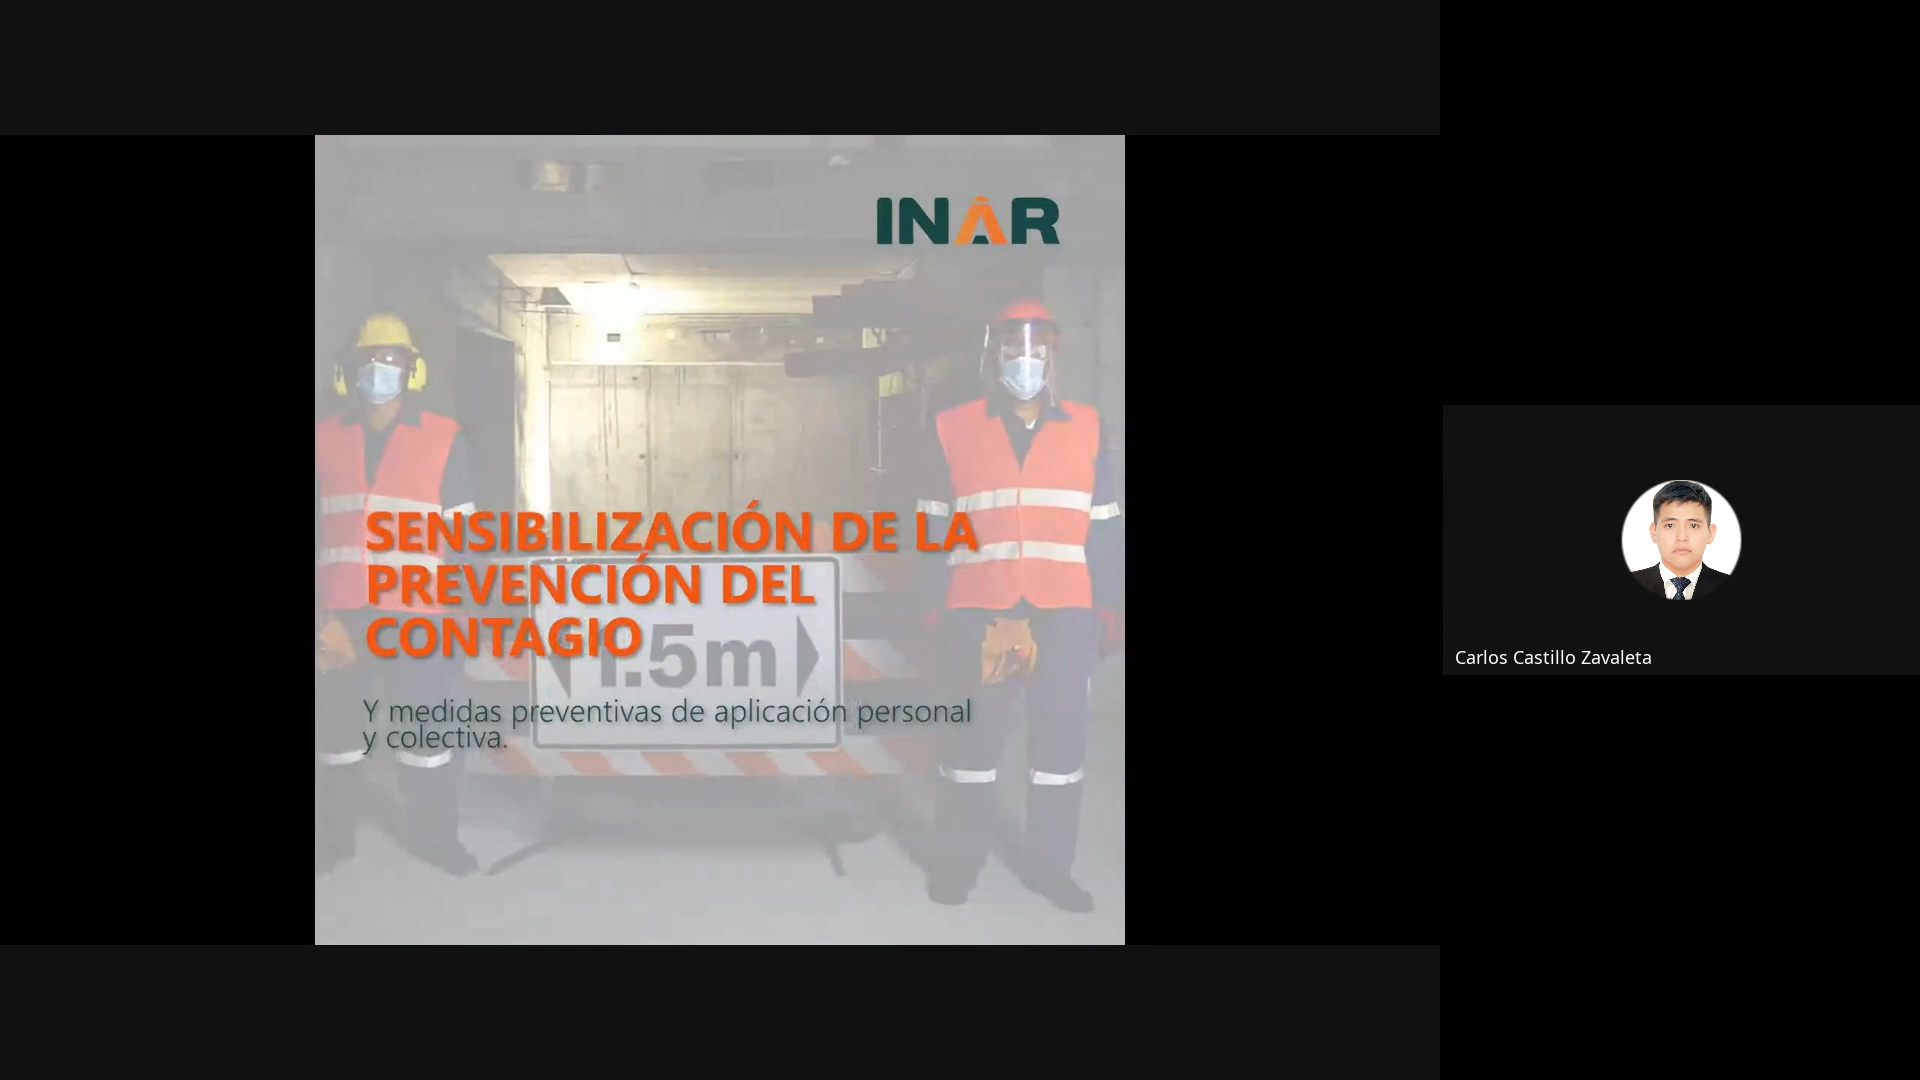 INAR
SENSIBILIZACIÓN DE LA
PREVENCIÓN DEL
CONTAGIO
1.5m
Y medidas preventivas de aplicación personal
y colectiva.
Carlos Castillo Zavaleta